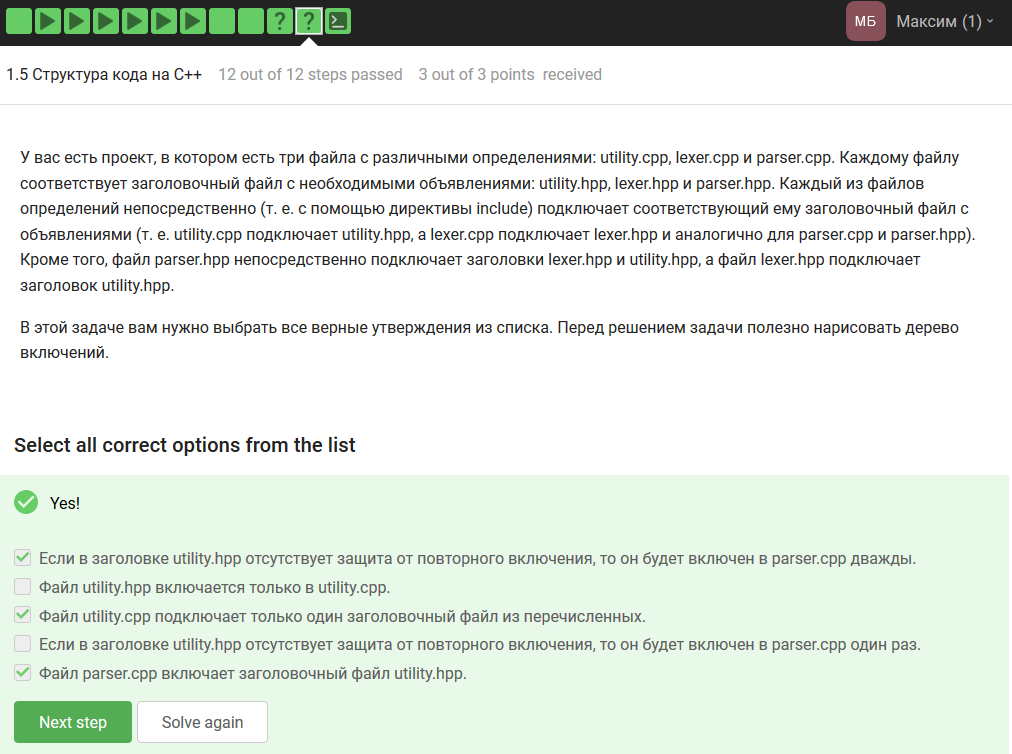 ? ?
МБ Максим (1)
1.5 Структура кода на C++ 12 out of 12 steps passed 3 out of 3 points received
У вас есть проект, в котором есть три файла с различными определениями: utility.cpp, lexer.cpp и parser.cpp. Каждому файлу
соответствует заголовочный файл с необходимыми объявлениями: utility.hpp, lexer.hpp и parser.hpp. Каждый из файлов
определений непосредственно (т. е. с помощью директивы include) подключает соответствующий ему заголовочный файл с
объявлениями (т. е. utility.cpp подключает utility.hpp, а lexer.cpp подключает lexer.hpp и аналогично для parser.cpp и parser.hpp).
Кроме того, файл parser.hpp непосредственно подключает заголовки lexer.hpp и utility.hpp, а файл lexer.hpp подключает
заголовок utility.hpp.
В этой задаче вам нужно выбрать все верные утверждения из списка. Перед решением задачи полезно нарисовать дерево
включений.
Select all correct options from the list
Yes!
Если в заголовке utility.hpp отсутствует защита от повторного включения, то он будет включен в parser.cpp дважды.
Файл utility.hpp включается только в utility.cpp.
Файл utility.cpp подключает только один заголовочный файл из перечисленных.
Если в заголовке utility.hpp отсутствует защита от повторного включения, то он будет включен в parser.cpp один раз.
Файл parser.cpp включает заголовочный файл utility.hpp.
Next step Solve again